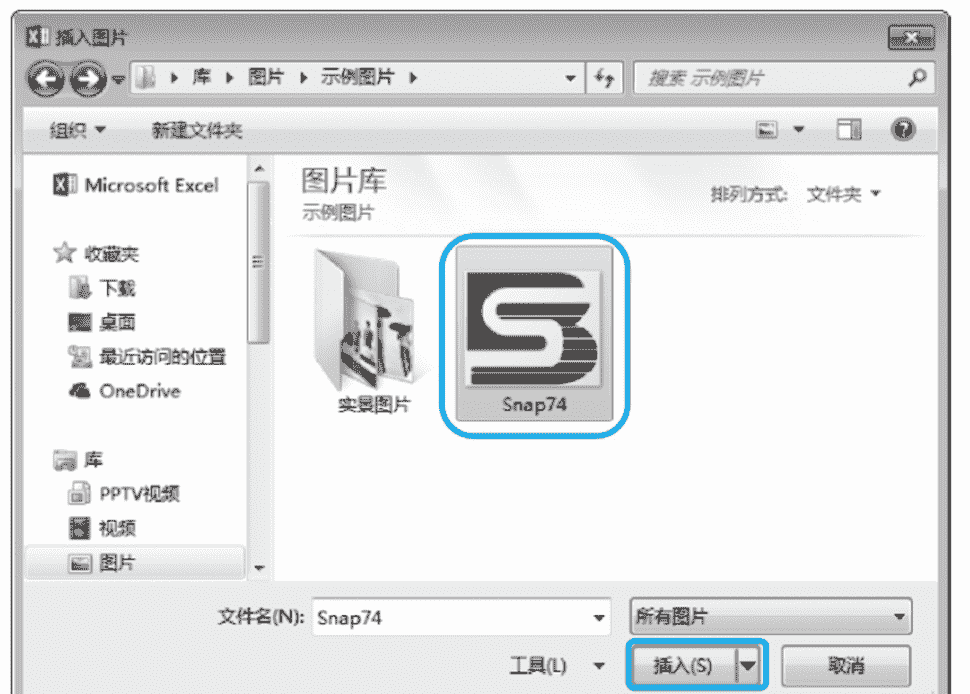 插入图片
库 图片 示例图片
搜索 示例图片
组织 新建文件夹
Microsoft Excel
收藏夹
下载
桌面
最近访问的位置
OneDrive
库
PPTV视频
视频
图片
图片库
示例图片
排列方式: 文件夹
实景图片
Snap74
文件名(N): Snap74
所有图片
工具(L) 插入(S) 取消